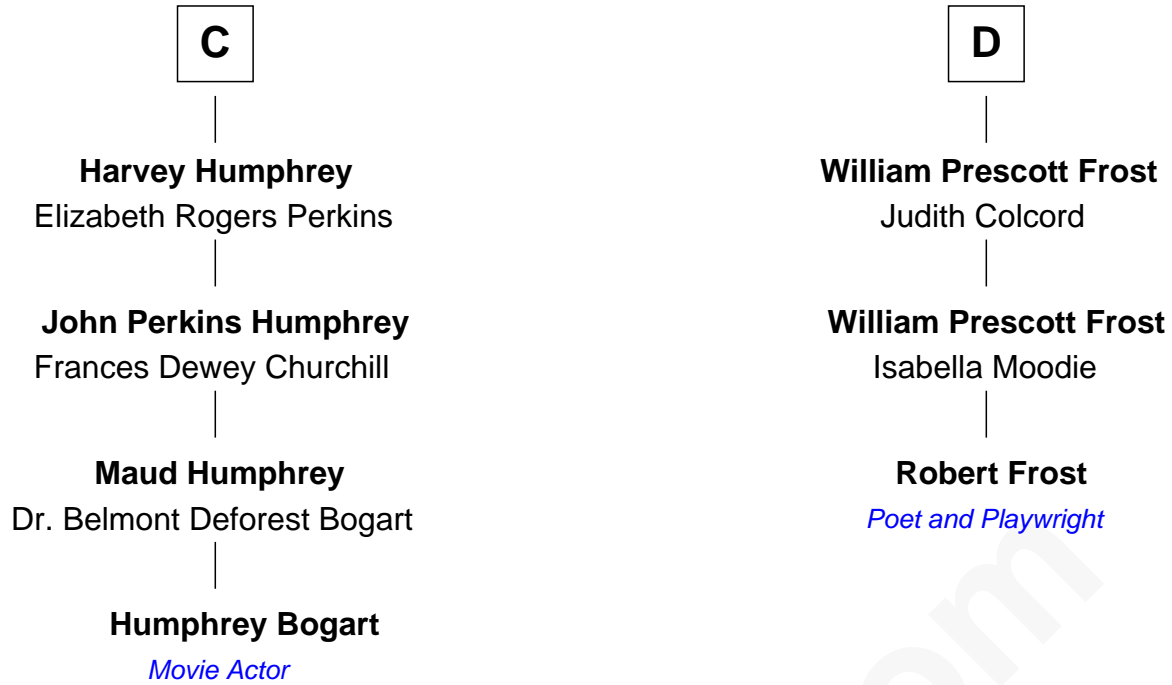 C
Harvey Humphrey
Elizabeth Rogers Perkins
John Perkins Humphrey
Frances Dewey Churchill
Maud Humphrey
Dr. Belmont Deforest Bogart
Humphrey Bogart
Movie Actor
D
William Prescott Frost
Judith Colcord
William Prescott Frost
Isabella Moodie
Robert Frost
Poet and Playwright
om